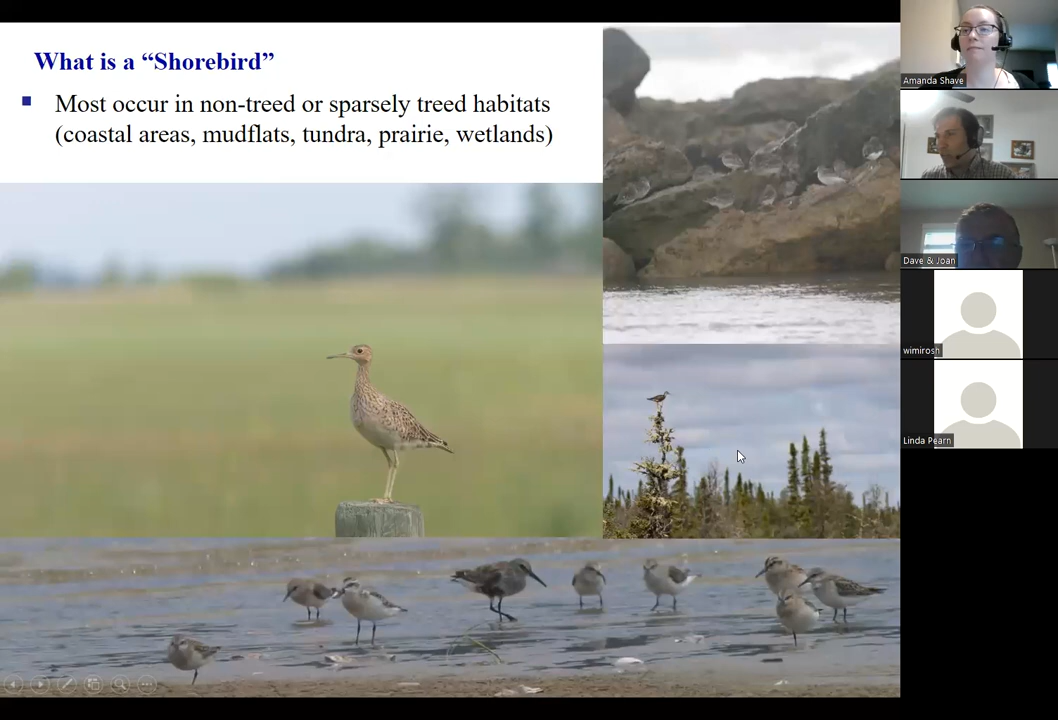 What is a “Shorebird”
Most occur in non-treed or sparsely treed habitats
(coastal areas, mudflats, tundra, prairie, wetlands)
Amanda Shave
Dave & Joan
wimirosh
Linda Pearn